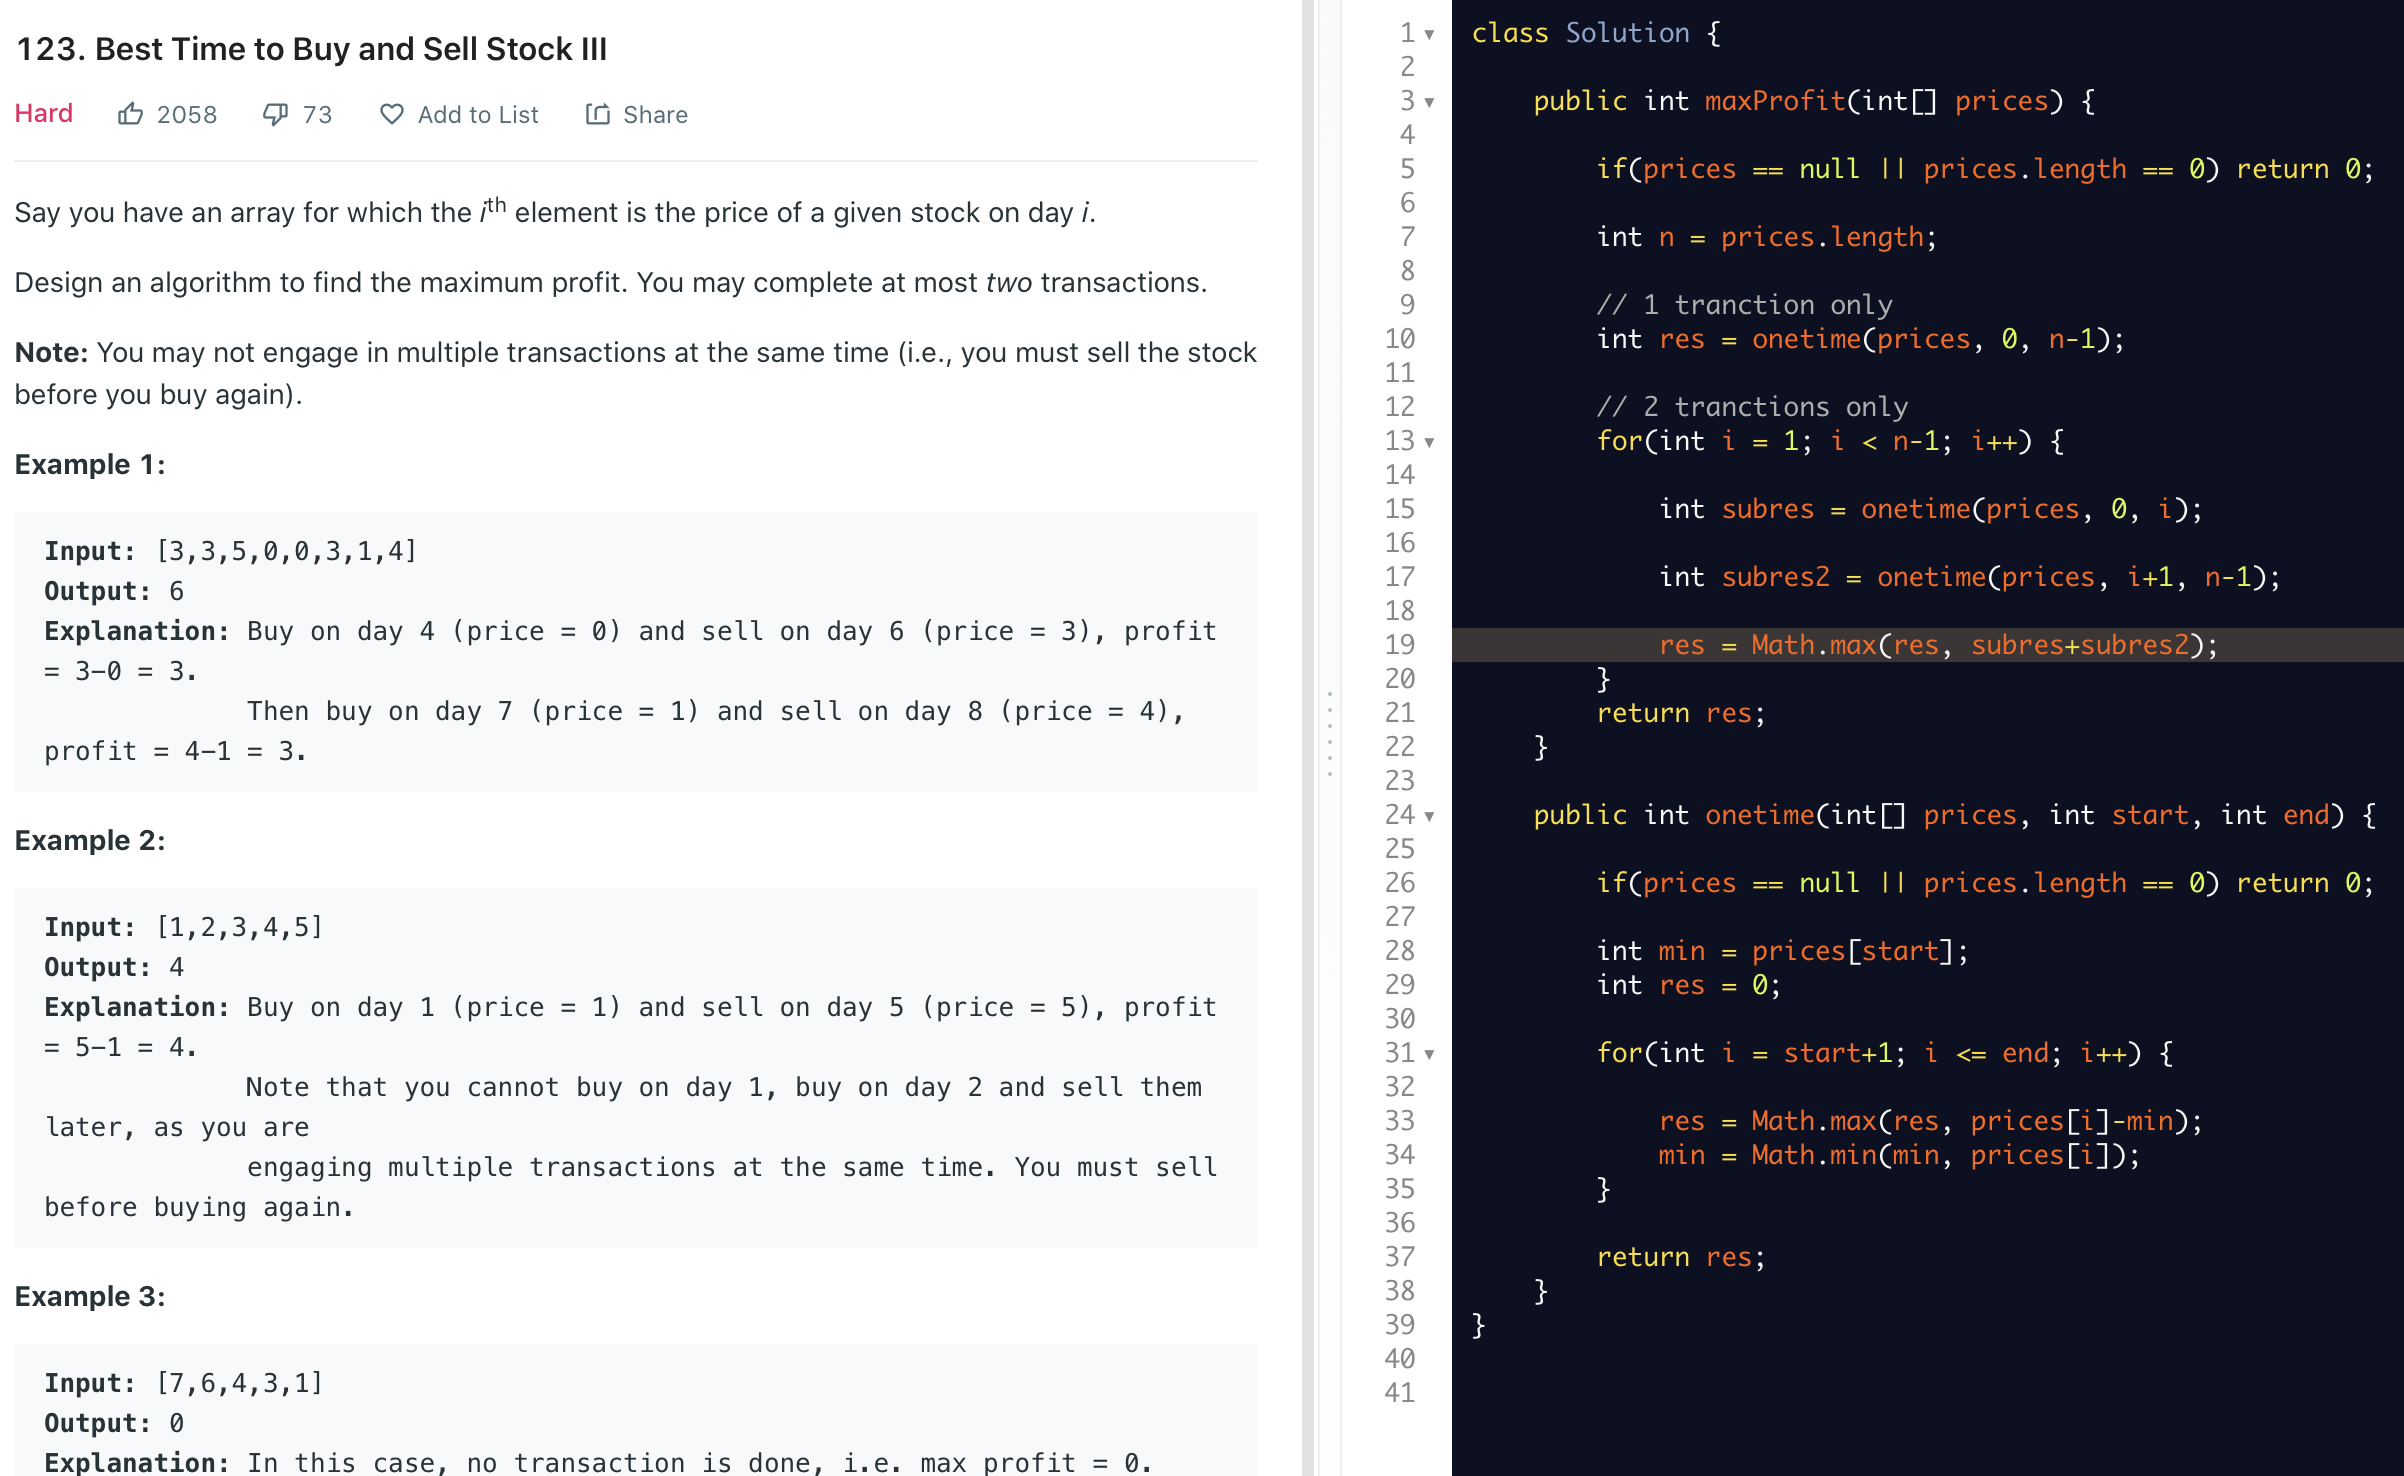 123. Best Time to Buy and Sell Stock III
Hard 2058 73 Add to List Share
Say you have an array for which the ith element is the price of a given stock on day i.
Design an algorithm to find the maximum profit. You may complete at most two transactions.
Note: You may not engage in multiple transactions at the same time (i.e., you must sell the stock
before you buy again).
Example 1:
Input: [3,3,5,0,0,3,1,4]
Output: 6
Explanation: Buy on day 4 (price = 0) and sell on day 6 (price = 3), profit
= 3-0 = 3.
Then buy on day 7 (price = 1) and sell on day 8 (price = 4),
profit = 4-1 = 3.
Example 2:
Input: [1,2,3,4,5]
Output: 4
Explanation: Buy on day 1 (price = 1) and sell on day 5 (price = 5), profit
= 5-1 = 4.
Note that you cannot buy on day 1, buy on day 2 and sell them
later, as you are
engaging multiple transactions at the same time. You must sell
before buying again.
Example 3:
Input: [7,6,4,3,1]
Output: 0
Explanation: In this case, no transaction is done, i.e. max profit = 0.
1 class Solution {
2
3 public int maxProfit(int[] prices) {
4
5 if(prices == null || prices.length == 0) return 0;
6
7 int n = prices.length;
8
9 // 1 tranction only
10 int res = onetime(prices, 0, n-1);
11
12 // 2 tranctions only
13 for(int i = 1; i < n-1; i++) {
14
15 int subres = onetime(prices, 0, i);
16
17 int subres2 = onetime(prices, i+1, n-1);
18
19 res = Math.max(res, subres+subres2);
20 }
21 return res;
22 }
23
24 public int onetime(int[] prices, int start, int end) {
25
26 if(prices == null || prices.length == 0) return 0;
27
28 int min = prices[start];
29 int res = 0;
30
31 for(int i = start+1; i <= end; i++) {
32
33 res = Math.max(res, prices[i]-min);
34 min = Math.min(min, prices[i]);
35 }
36
37 return res;
38 }
39 }
40
41